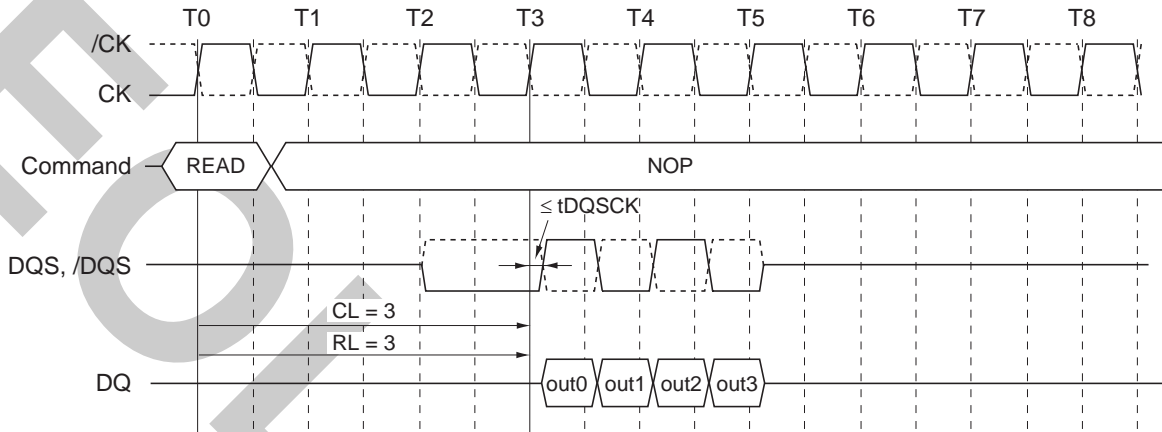 T0 T1 T2 T3 T4 T5 T6 T7 T8
/CK
CK
Command READ NOP
≤ tDQSCK
DQS, /DQS
CL = 3
RL = 3
DQ out0 out1 out2 out3